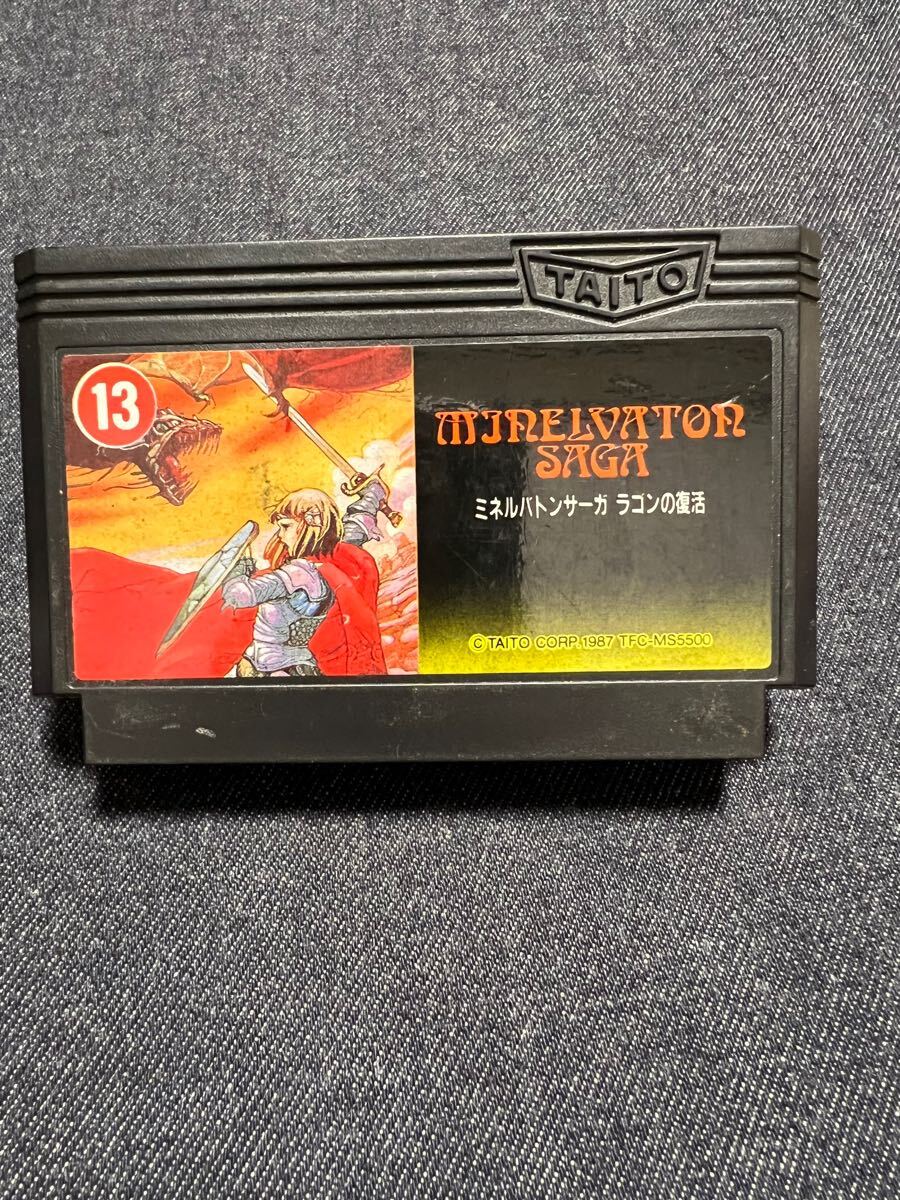 TAITO
13
MINELVATON
SAGA
ミネルバトンサーガ ラゴンの復活
© TAITO CORP. 1987 TFC-MS5500